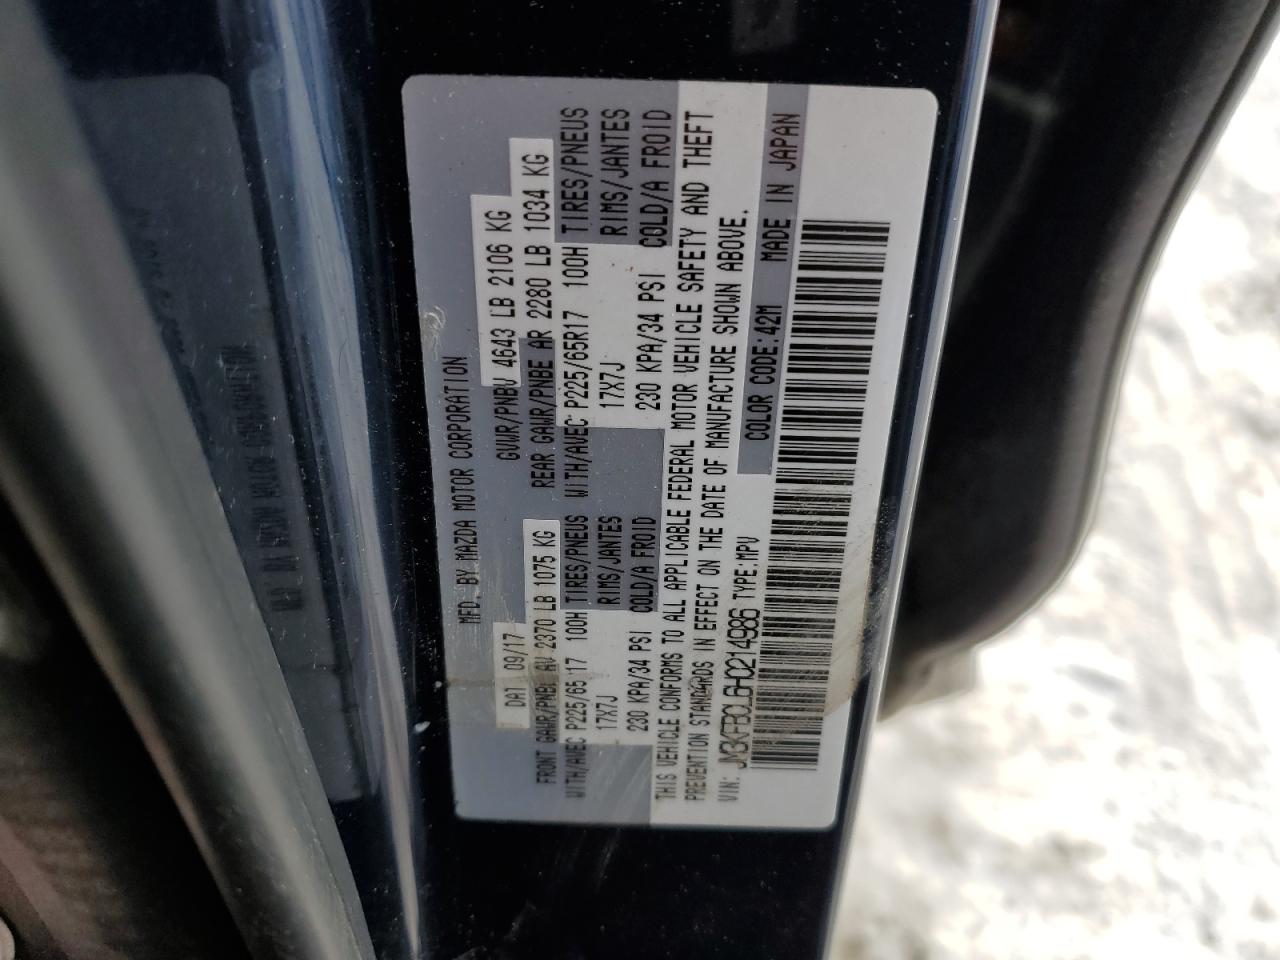 MFD. BY MAZDA MOTOR CORPORATION
DAT 09/17 GVWR/PNBV 4643 LB 2106 KG
FRONT GAWR/PNBE AV 2370 LB 1075 KG REAR GAWR/PNBE AR 2280 LB 1034 KG
WITH/AVEC P225/65 17 100H TIRES/PNEUS WITH/AVEC P225/65R17 100H TIRES/PNEUS
17X7J RIMS/JANTES 17X7J RIMS/JANTES
230 KPA/34 PSI COLD/A FROID 230 KPA/34 PSI COLD/A FROID
THIS VEHICLE CONFORMS TO ALL APPLICABLE FEDERAL MOTOR VEHICLE SAFETY AND THEFT
PREVENTION STANDARDS IN EFFECT ON THE DATE OF MANUFACTURE SHOWN ABOVE.
VIN: JM3KFBCL6H0214986 TYPE:MPV COLOR CODE:42M MADE IN JAPAN